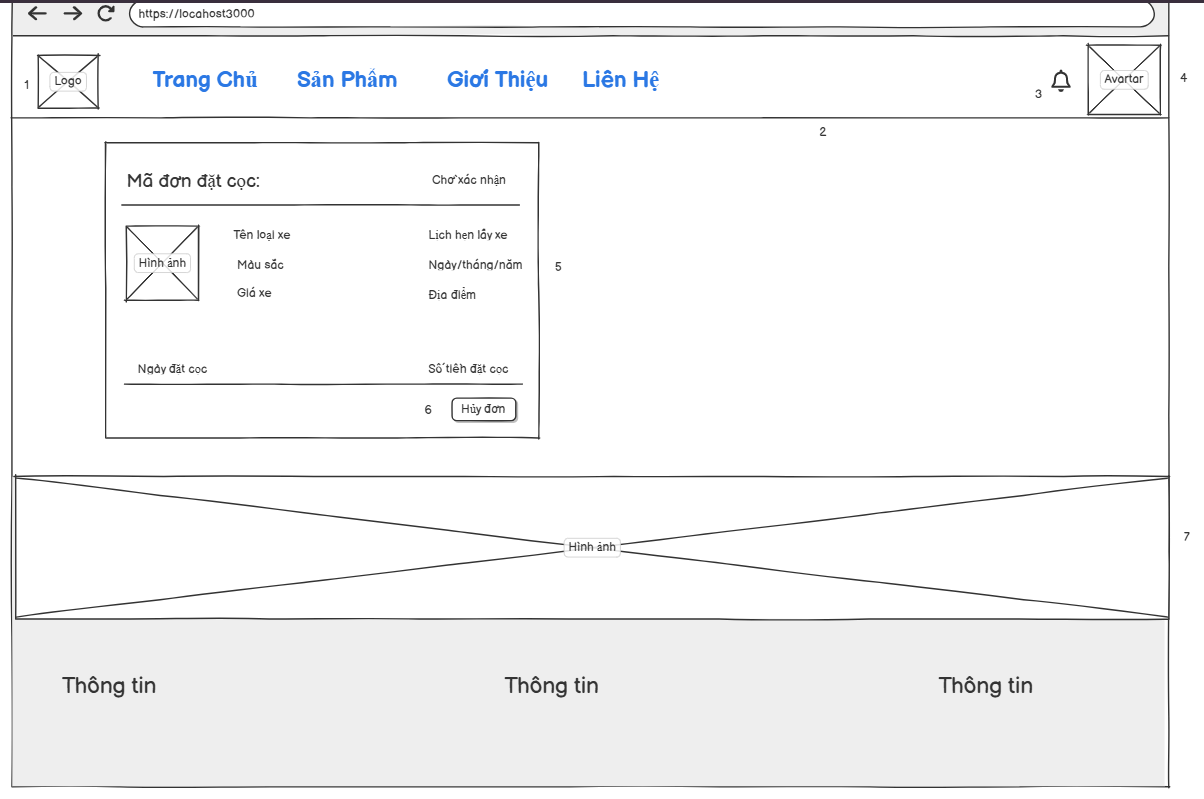 https://locahost3000
1
Logo
Trang Chủ
Sản Phẩm
Giới Thiệu
Liên Hệ
3
Avartar
4
2
Mã đơn đặt cọc:
Chờ xác nhận
Hình ảnh
Tên loại xe
Lịch hẹn lấy xe
Màu sắc
Ngày/tháng/năm
5
Giá xe
Địa điểm
Ngày đặt cọc
Số tiền đặt cọc
6
Hủy đơn
Hình ảnh
7
Thông tin
Thông tin
Thông tin